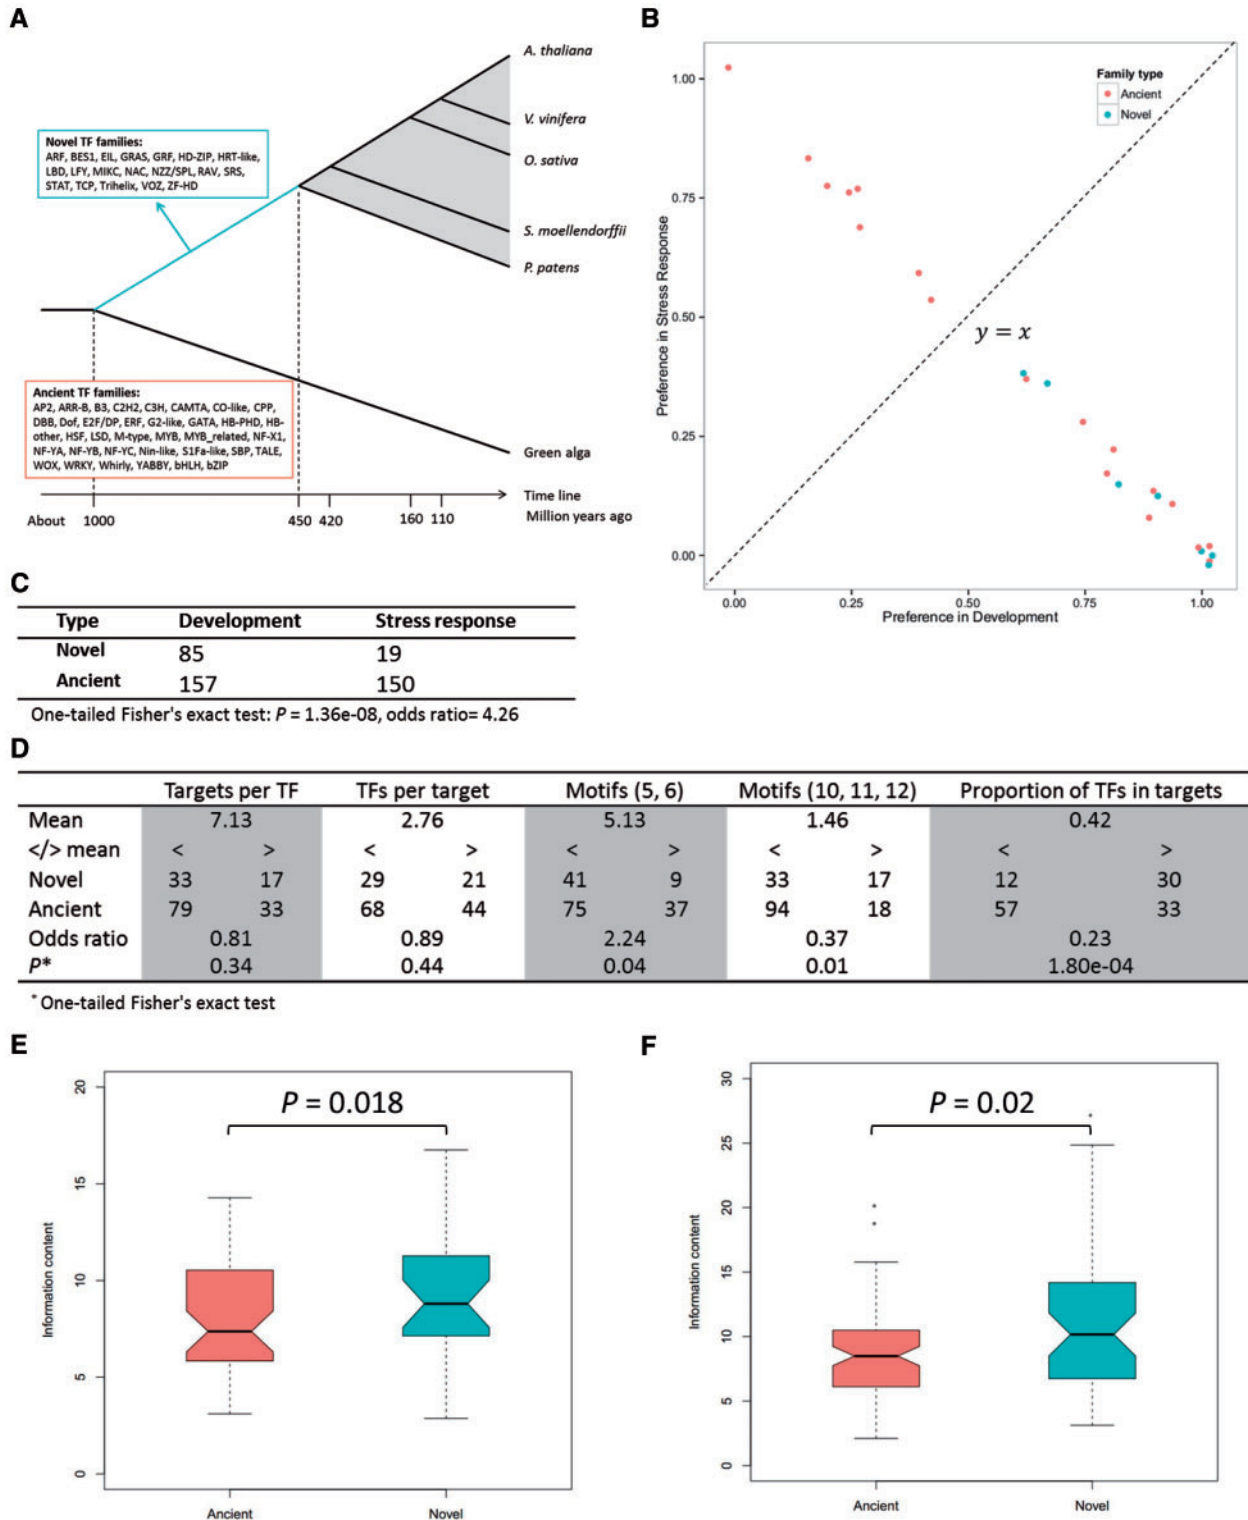 A
A. thaliana
V. vinifera
O. sativa
S. moellendorffii
P. patens
Green alga
Novel TF families:
ARF, BES1, EIL, GRAS, GRF, HD-ZIP, HRT-like,
LBD, LFY, MIKC, NAC, NZZ/SPL, RAV, SRS,
STAT, TCP, Trihelix, VOZ, ZF-HD
Ancient TF families:
AP2, ARR-B, B3, C2H2, C3H, CAMTA, CO-like, CPP,
DBB, Dof, E2F/DP, ERF, G2-like, GATA, HB-PHD, HB-
other, HSF, LSD, M-type, MYB, MYB_related, NF-X1,
NF-YA, NF-YB, NF-YC, Nin-like, S1Fa-like, SBP, TALE,
WOX, WRKY, Whirly, YABBY, bHLH, bZIP
Time line
About 1000 450 420 160 110 Million years ago
B
Family type
Ancient
Novel
y = x
Preference in Stress Response
1.00
0.75
0.50
0.25
0.00
0.00 0.25 0.50 0.75 1.00
Preference in Development
C
Type Development Stress response
Novel 85 19
Ancient 157 150
One-tailed Fisher's exact test: P = 1.36e-08, odds ratio= 4.26
D
Targets per TF TFs per target Motifs (5, 6) Motifs (10, 11, 12) Proportion of TFs in targets
Mean 7.13 2.76 5.13 1.46 0.42
</> mean < > < > < > < > < >
Novel 33 17 29 21 41 9 33 17 12 30
Ancient 79 33 68 44 75 37 94 18 57 33
Odds ratio 0.81 0.89 2.24 0.37 0.23
P* 0.34 0.44 0.04 0.01 1.80e-04
* One-tailed Fisher's exact test
E
P = 0.018
Information content
20
15
10
5
0
Ancient Novel
F
P = 0.02
Information content
30
25
20
15
10
5
0
Ancient Novel